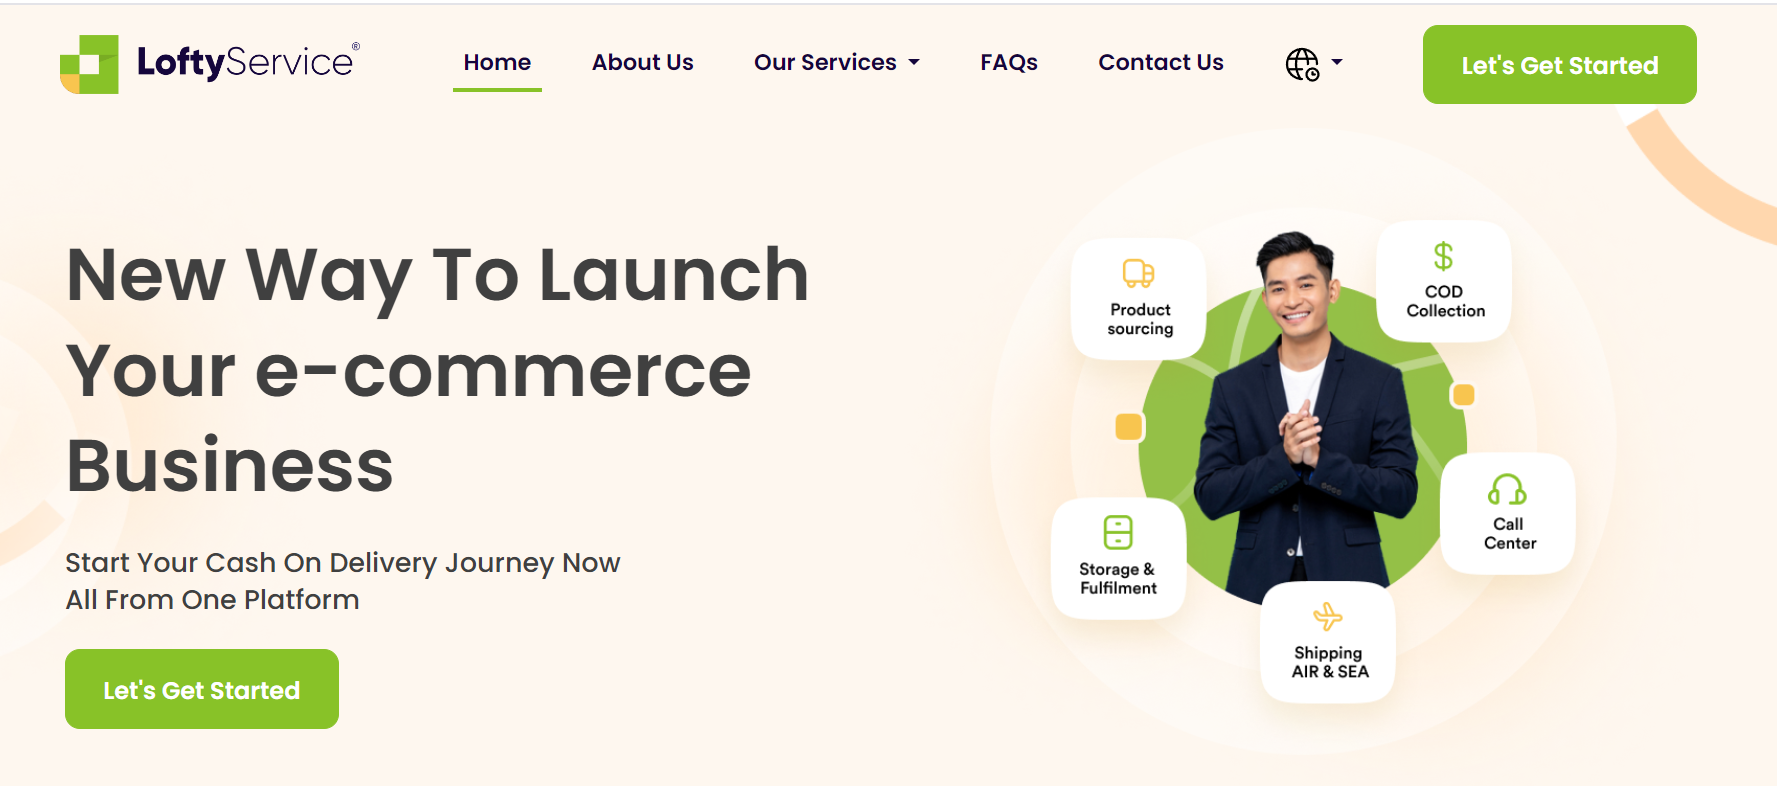 LoftyService®
Home
About Us
Our Services
FAQs
Contact Us
Let's Get Started
New Way To Launch
Your e-commerce
Business
Start Your Cash On Delivery Journey Now
All From One Platform
Let's Get Started
Product
sourcing
COD
Collection
Storage &
Fulfilment
Call
Center
Shipping
AIR & SEA